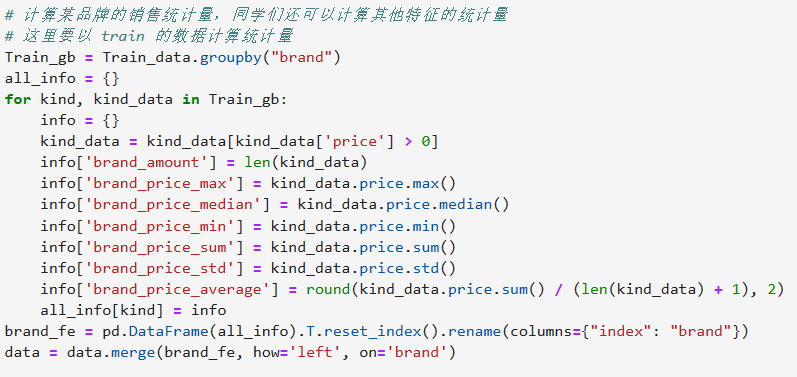 # 计算某品牌的销售统计量，同学们还可以计算其他特征的统计量
# 这里要以 train 的数据计算统计量
Train_gb = Train_data.groupby("brand")
all_info = {}
for kind, kind_data in Train_gb:
    info = {}
    kind_data = kind_data[kind_data['price'] > 0]
    info['brand_amount'] = len(kind_data)
    info['brand_price_max'] = kind_data.price.max()
    info['brand_price_median'] = kind_data.price.median()
    info['brand_price_min'] = kind_data.price.min()
    info['brand_price_sum'] = kind_data.price.sum()
    info['brand_price_std'] = kind_data.price.std()
    info['brand_price_average'] = round(kind_data.price.sum() / (len(kind_data) + 1), 2)
    all_info[kind] = info
brand_fe = pd.DataFrame(all_info).T.reset_index().rename(columns={"index": "brand"})
data = data.merge(brand_fe, how='left', on='brand')